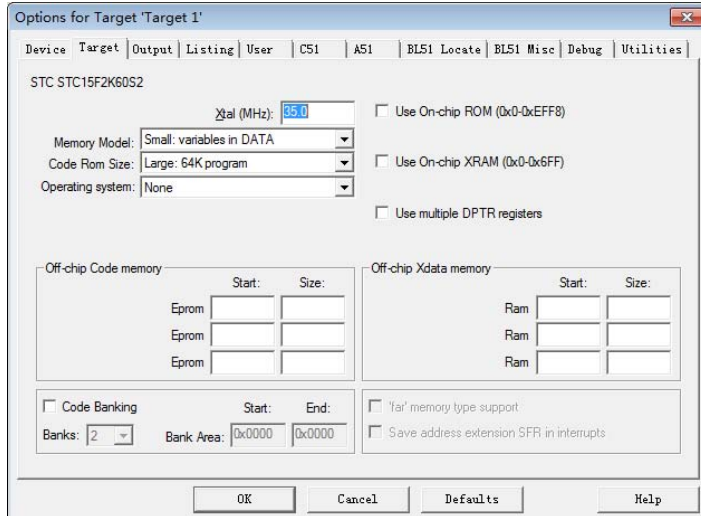 Options for Target 'Target 1'
Device Target Output Listing User C51 A51 BL51 Locate BL51 Misc Debug Utilities
STC STC15F2K60S2
Xtal (MHz): 35.0
Use On-chip ROM (0x0-0xEFF8)
Memory Model: Small: variables in DATA
Code Rom Size: Large: 64K program
Use On-chip XRAM (0x0-0x6FF)
Operating system: None
Use multiple DPTR registers
Off-chip Code memory
Start: Size:
Eprom
Eprom
Eprom
Off-chip Xdata memory
Start: Size:
Ram
Ram
Ram
Code Banking Start: End:
Banks: 2 Bank Area: 0x0000 0x0000
'far' memory type support
Save address extension SFR in interrupts
OK Cancel Defaults Help